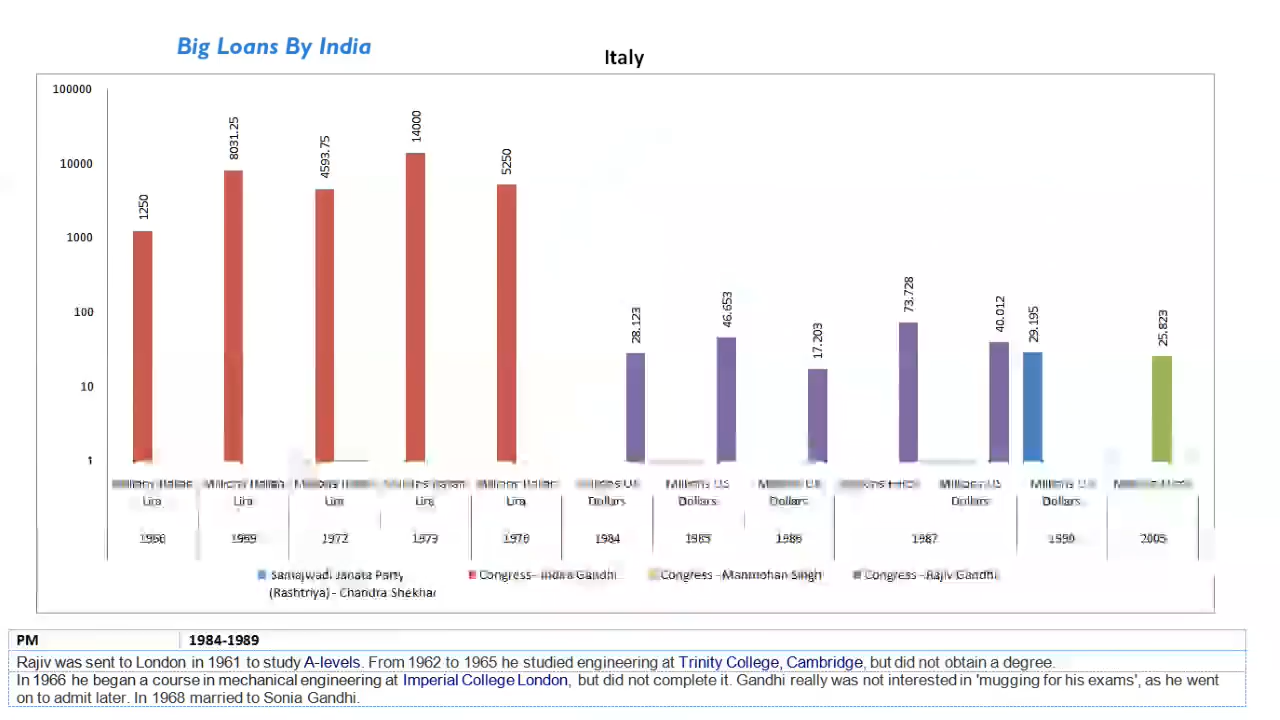 Big Loans By India
Italy
100000
10000
1000
100
10
1
1250
8031.25
4593.75
14000
5250
28.123
46.653
17.203
73.728
40.012
29.195
25.823
Lira
Lira
Lira
Lira
Lira
Dollars
Dollars
Dollars
Dollars
Dollars
1969
1972
1973
1984
1985
1986
1987
1990
2005
Samajwadi Janata Party
(Rashtriya) - Chandra Shekhar
Congress - Indira Gandhi
Congress - Manmohan Singh
Congress - Rajiv Gandhi
PM 1984-1989
Rajiv was sent to London in 1961 to study A-levels. From 1962 to 1965 he studied engineering at Trinity College, Cambridge, but did not obtain a degree.
In 1966 he began a course in mechanical engineering at Imperial College London, but did not complete it. Gandhi really was not interested in 'mugging for his exams', as he went
on to admit later. In 1968 married to Sonia Gandhi.